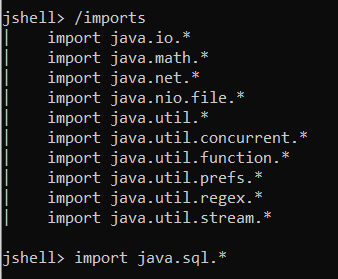 jshell> /imports
|    import java.io.*
|    import java.math.*
|    import java.net.*
|    import java.nio.file.*
|    import java.util.*
|    import java.util.concurrent.*
|    import java.util.function.*
|    import java.util.prefs.*
|    import java.util.regex.*
|    import java.util.stream.*
jshell> import java.sql.*